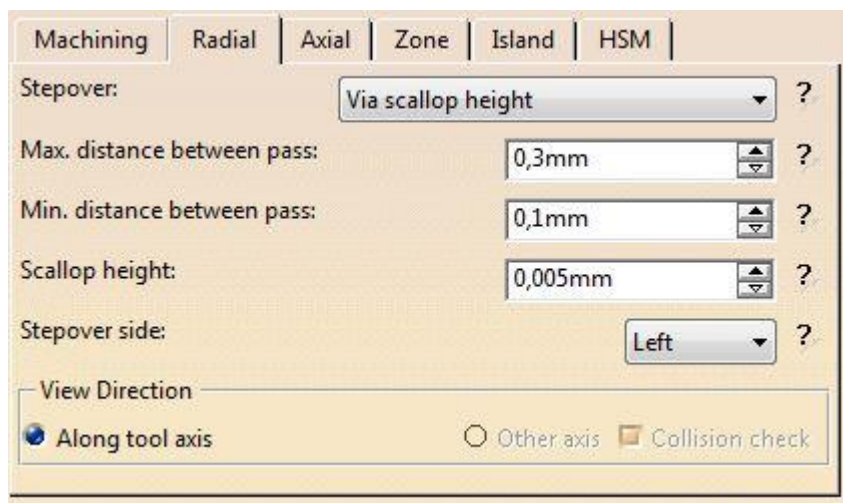 Machining Radial Axial Zone Island HSM
Stepover: Via scallop height ?
Max. distance between pass: 0,3mm ?
Min. distance between pass: 0,1mm ?
Scallop height: 0,005mm ?
Stepover side: Left ?
View Direction
Along tool axis Other axis Collision check